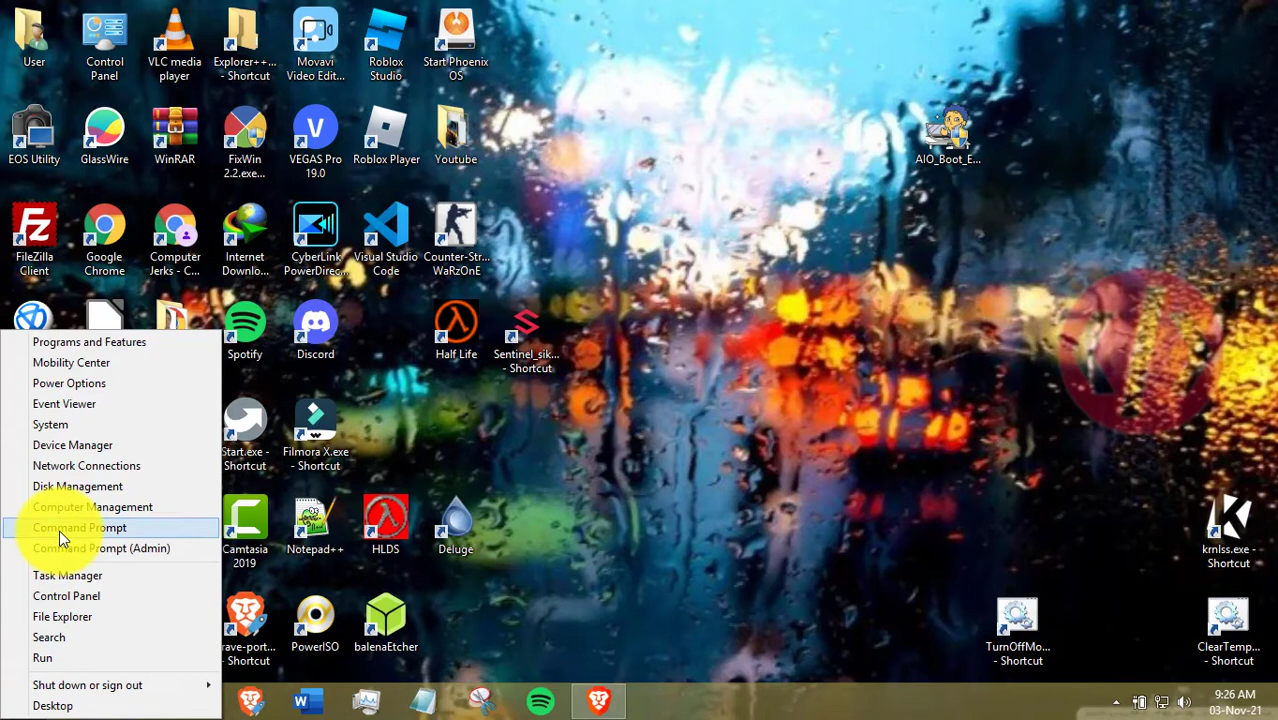 User
Control
Panel
VLC media
player
Explorer++...
- Shortcut
Movavi
Video Edit...
Roblox
Studio
Start Phoenix
OS
EOS Utility
GlassWire
WinRAR
FixWin
2.2.exe...
V
VEGAS Pro
19.0
Roblox Player
Youtube
AIO_Boot_E...
Fz
FileZilla
Client
Google
Chrome
Computer
Jerks - C...
Internet
Downlo...
CyberLink
PowerDirec...
Visual Studio
Code
Counter-Str...
WaRzOnE
Spotify
Discord
Half Life
Sentinel_sik...
- Shortcut
Start.exe -
Shortcut
Filmora X.exe
- Shortcut
Camtasia
2019
Notepad++
HLDS
Deluge
krnlss.exe -
Shortcut
rave-port...
- Shortcut
PowerISO
balenaEtcher
TurnOffMo...
- Shortcut
ClearTemp...
- Shortcut
Programs and Features
Mobility Center
Power Options
Event Viewer
System
Device Manager
Network Connections
Disk Management
Computer Management
Command Prompt
Command Prompt (Admin)
Task Manager
Control Panel
File Explorer
Search
Run
Shut down or sign out
Desktop
9:26 AM
03-Nov-21